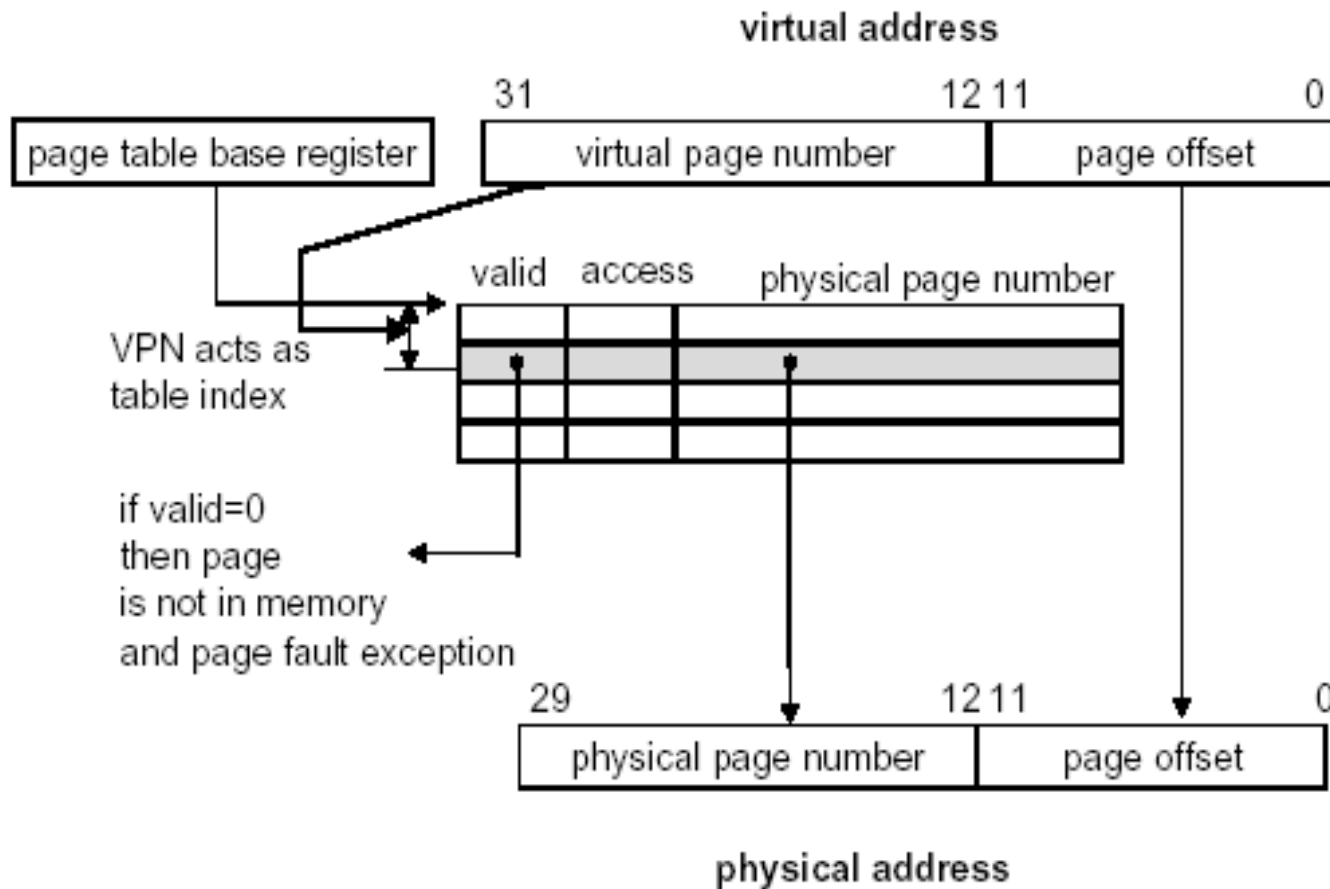 virtual address
31 12 11 0
page table base register virtual page number page offset
valid access physical page number
VPN acts as
table index
if valid=0
then page
is not in memory
and page fault exception
29 12 11 0
physical page number page offset
physical address